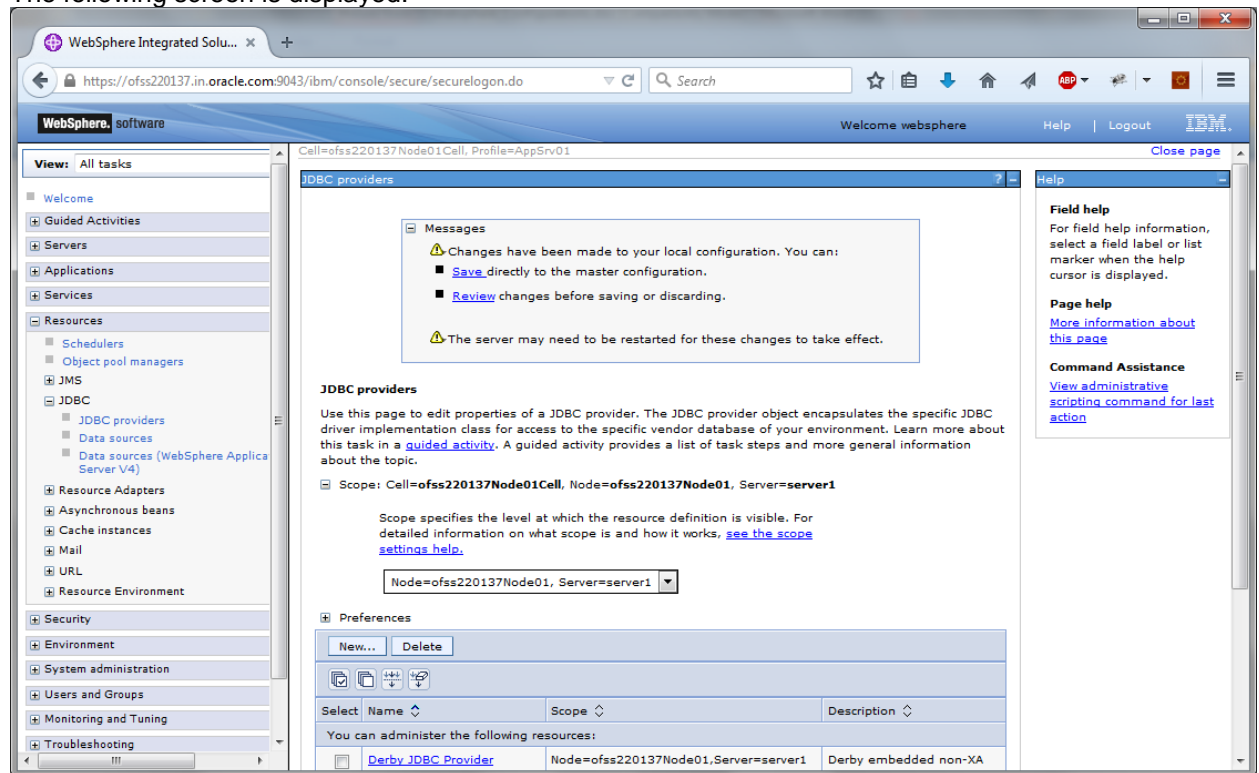 The following screen is displayed:
WebSphere Integrated Solu... × +
https://ofss220137.in.oracle.com:9043/ibm/console/secure/securelogon.do
Search
ABP
WebSphere. software
Welcome websphere
Help | Logout
IBM.
View: All tasks
Welcome
Guided Activities
Servers
Applications
Services
Resources
Schedulers
Object pool managers
JMS
JDBC
JDBC providers
Data sources
Data sources (WebSphere Applica
Server V4)
Resource Adapters
Asynchronous beans
Cache instances
Mail
URL
Resource Environment
Security
Environment
System administration
Users and Groups
Monitoring and Tuning
Troubleshooting
Cell=ofss220137Node01Cell, Profile=AppSrv01
Close page
JDBC providers
? –
Messages
Changes have been made to your local configuration. You can:
Save directly to the master configuration.
Review changes before saving or discarding.
The server may need to be restarted for these changes to take effect.
JDBC providers
Use this page to edit properties of a JDBC provider. The JDBC provider object encapsulates the specific JDBC
driver implementation class for access to the specific vendor database of your environment. Learn more about
this task in a guided activity. A guided activity provides a list of task steps and more general information
about the topic.
Scope: Cell=ofss220137Node01Cell, Node=ofss220137Node01, Server=server1
Scope specifies the level at which the resource definition is visible. For
detailed information on what scope is and how it works, see the scope
settings help.
Node=ofss220137Node01, Server=server1
Preferences
New... Delete
Select Name Scope Description
You can administer the following resources:
Derby JDBC Provider Node=ofss220137Node01,Server=server1 Derby embedded non-XA
Help
Field help
For field help information,
select a field label or list
marker when the help
cursor is displayed.
Page help
More information about
this page
Command Assistance
View administrative
scripting command for last
action